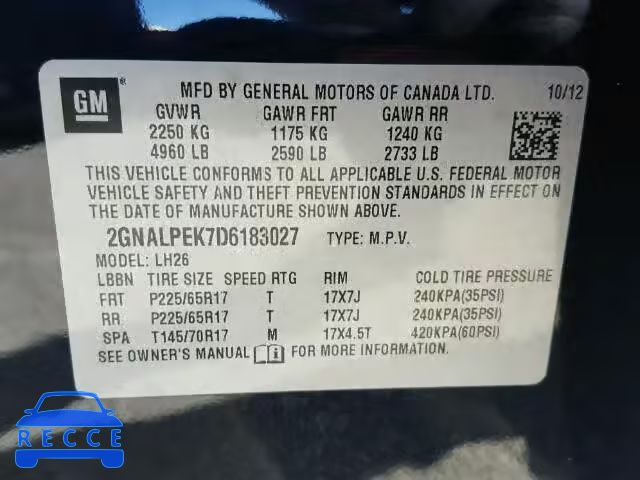 GM ®
MFD BY GENERAL MOTORS OF CANADA LTD. 10/12
GVWR GAWR FRT GAWR RR
2250 KG 1175 KG 1240 KG
4960 LB 2590 LB 2733 LB
THIS VEHICLE CONFORMS TO ALL APPLICABLE U.S. FEDERAL MOTOR
VEHICLE SAFETY AND THEFT PREVENTION STANDARDS IN EFFECT ON
THE DATE OF MANUFACTURE SHOWN ABOVE.
2GNALPEK7D6183027 TYPE: M.P.V.
MODEL: LH26
LBBN TIRE SIZE SPEED RTG RIM COLD TIRE PRESSURE
FRT P225/65R17 T 17X7J 240KPA(35PSI)
RR P225/65R17 T 17X7J 240KPA(35PSI)
SPA T145/70R17 M 17X4.5T 420KPA(60PSI)
SEE OWNER'S MANUAL FOR MORE INFORMATION.
RECCE